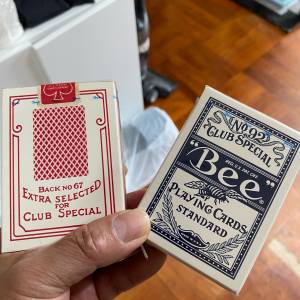 BACK NO 67
EXTRA SELECTED
FOR
CLUB SPECIAL
No. 92
CLUB SPECIAL
"Bee"
PLAYING CARDS
STANDARD